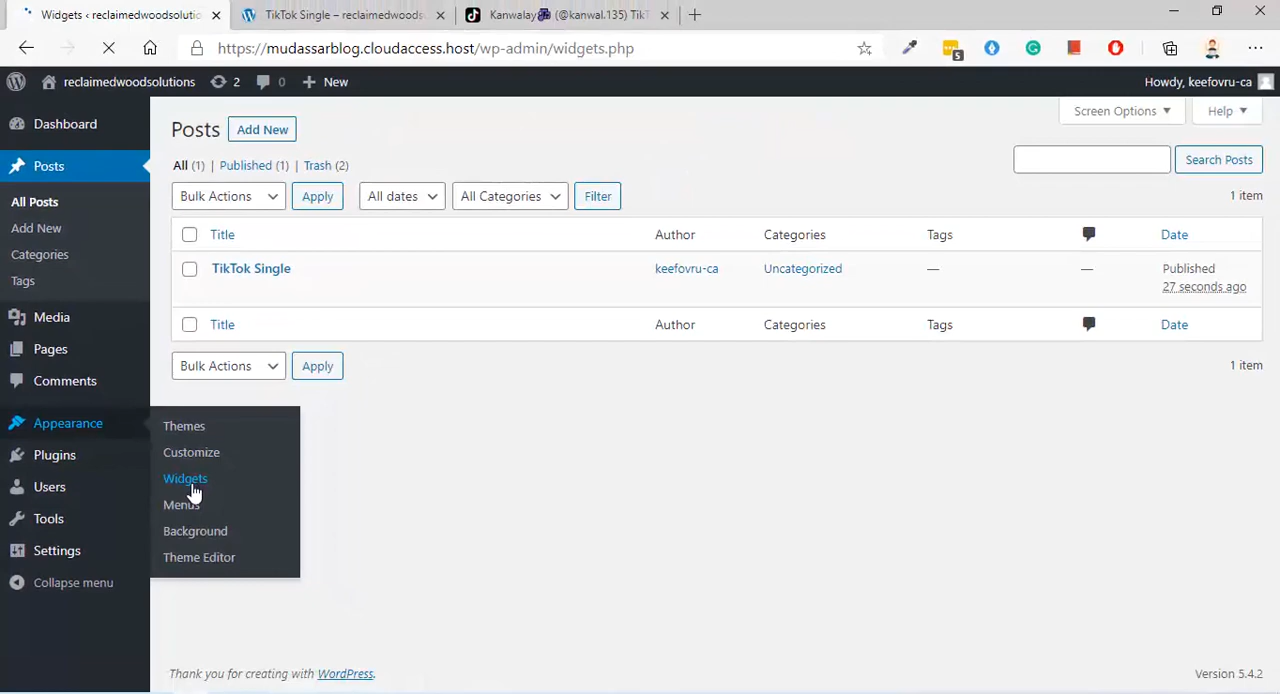 Widgets ‹ reclaimedwoodsolutio
TikTok Single – reclaimedwoods
Kanwalay (@kanwal.135) TikT
https://mudassarblog.cloudaccess.host/wp-admin/widgets.php
5
reclaimedwoodsolutions 2 0 New
Howdy, keefovru-ca
Dashboard
Posts
All Posts
Add New
Categories
Tags
Media
Pages
Comments
Appearance
Plugins
Users
Tools
Settings
Collapse menu
Themes
Customize
Widgets
Menus
Background
Theme Editor
Screen Options Help
Posts Add New
All (1) | Published (1) | Trash (2)
Search Posts
Bulk Actions Apply All dates All Categories Filter
1 item
Title Author Categories Tags Date
TikTok Single keefovru-ca Uncategorized — — Published
27 seconds ago
Title Author Categories Tags Date
Bulk Actions Apply
1 item
Thank you for creating with WordPress.
Version 5.4.2